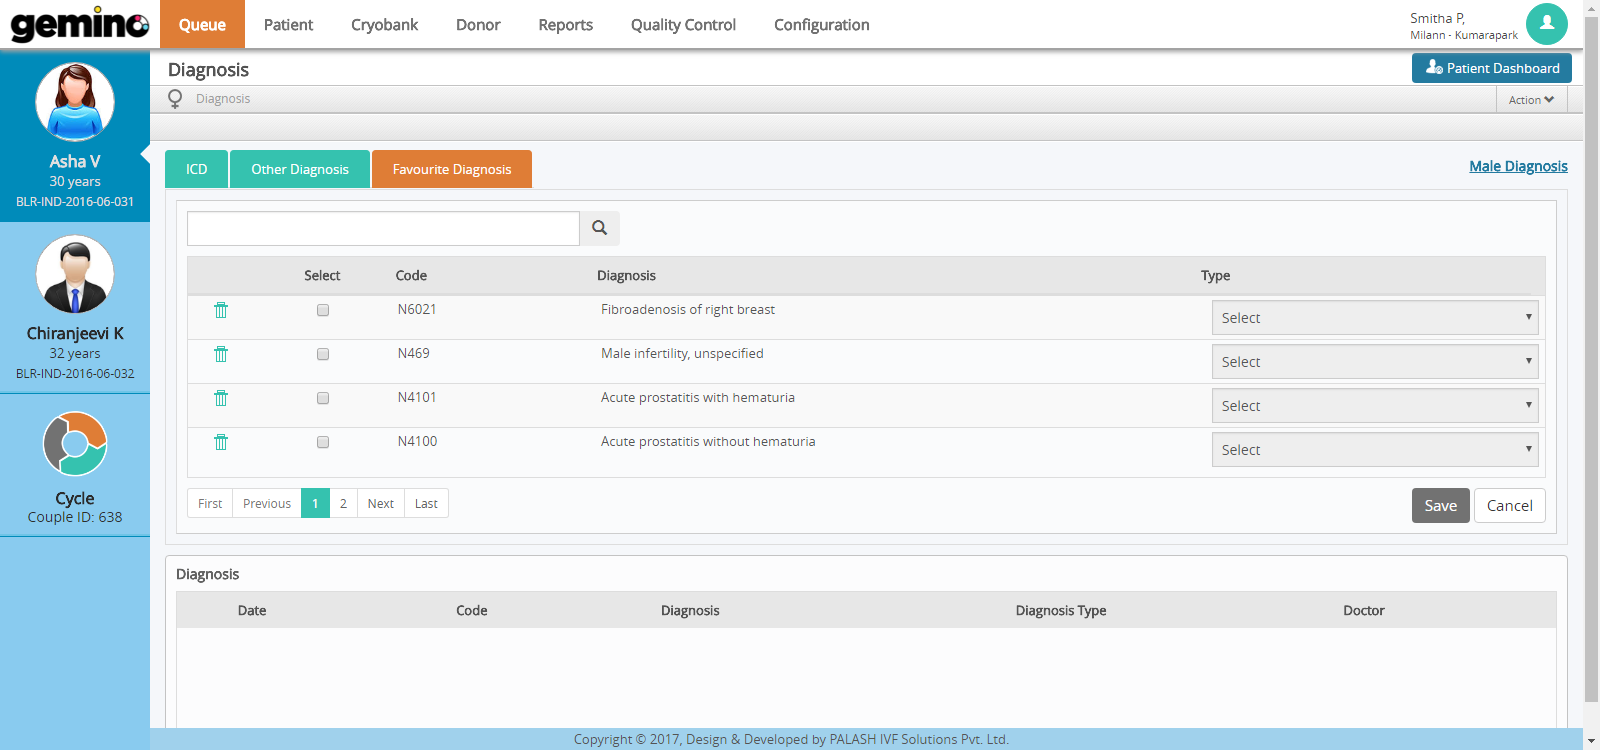 gemino
Queue Patient Cryobank Donor Reports Quality Control Configuration
Smitha P,
Milann - Kumarapark
Asha V
30 years
BLR-IND-2016-06-031
Chiranjeevi K
32 years
BLR-IND-2016-06-032
Cycle
Couple ID: 638
Diagnosis
Patient Dashboard
Diagnosis
Action
ICD Other Diagnosis Favourite Diagnosis
Male Diagnosis
Select Code Diagnosis Type
N6021 Fibroadenosis of right breast Select
N469 Male infertility, unspecified Select
N4101 Acute prostatitis with hematuria Select
N4100 Acute prostatitis without hematuria Select
First Previous 1 2 Next Last
Save Cancel
Diagnosis
Date Code Diagnosis Diagnosis Type Doctor
Copyright © 2017, Design & Developed by PALASH IVF Solutions Pvt. Ltd.